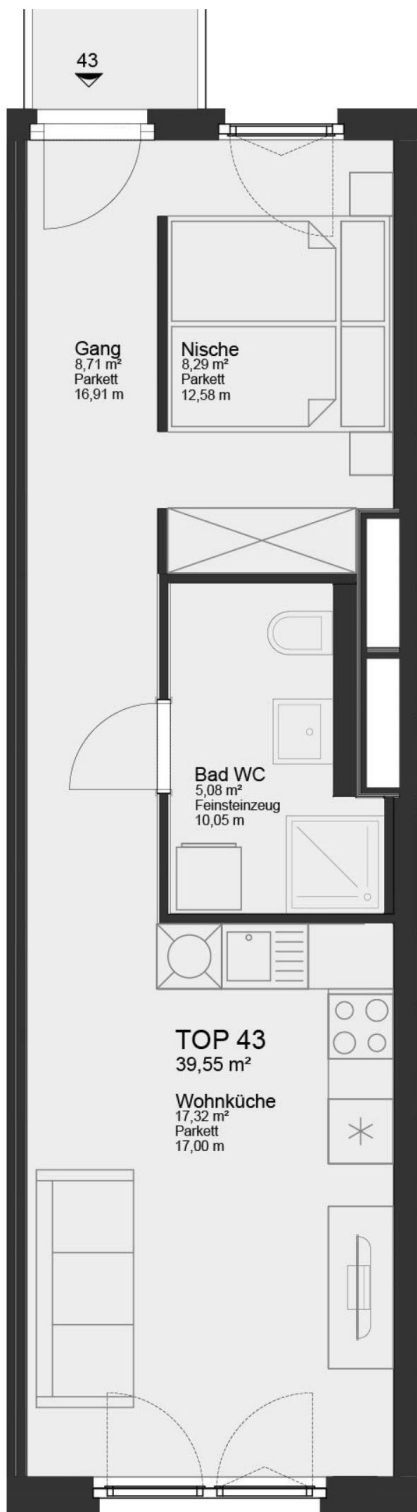 43
Gang
8,71 m²
Parkett
16,91 m
Nische
8,29 m²
Parkett
12,58 m
Bad WC
5,08 m²
Feinsteinzeug
10,05 m
TOP 43
39,55 m²
Wohnküche
17,32 m²
Parkett
17,00 m